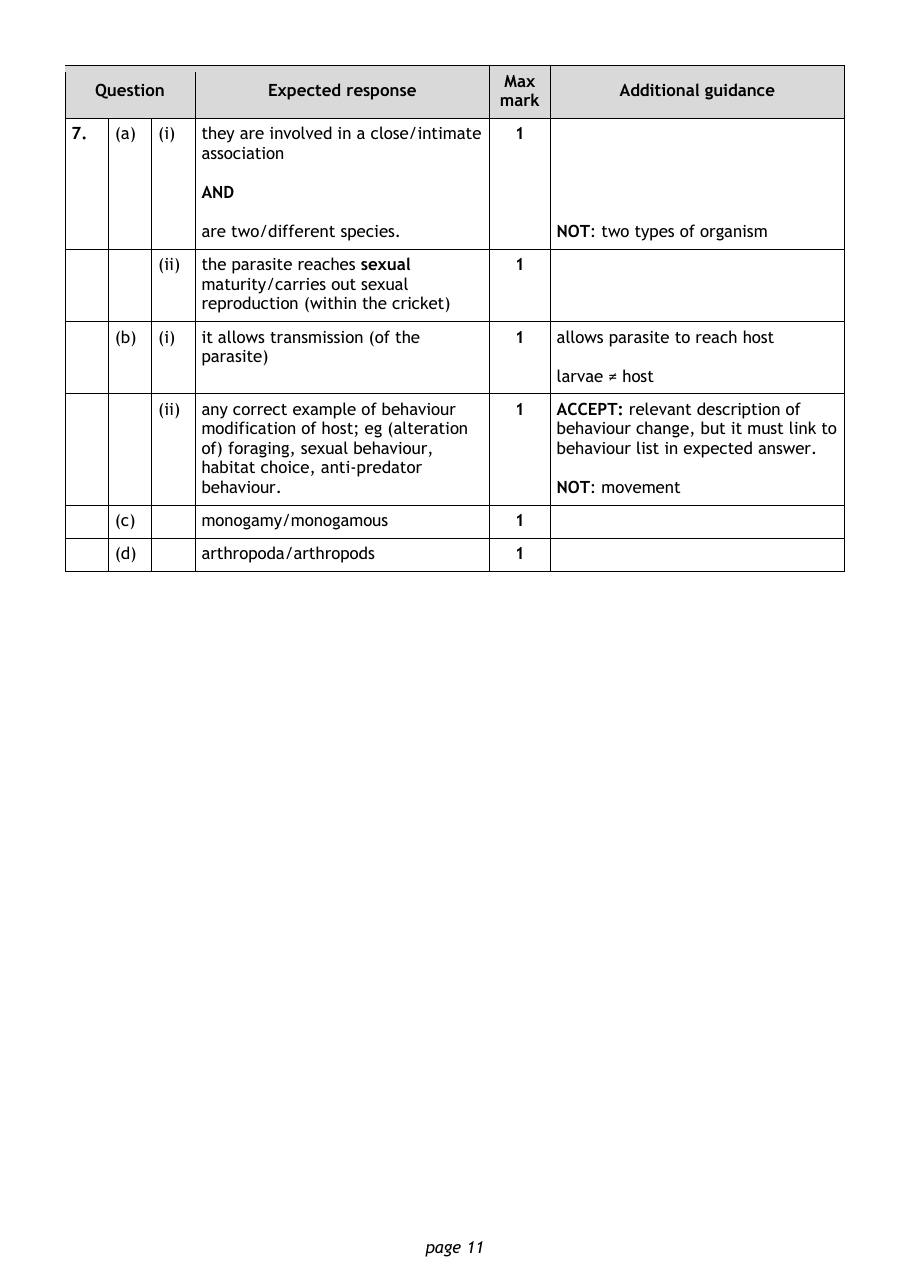 Question Expected response Max mark Additional guidance
7. (a) (i) they are involved in a close/intimate 1
association
AND
are two/different species. NOT: two types of organism
(ii) the parasite reaches sexual 1
maturity/carries out sexual
reproduction (within the cricket)
(b) (i) it allows transmission (of the 1 allows parasite to reach host
parasite)
larvae ≠ host
(ii) any correct example of behaviour 1 ACCEPT: relevant description of
modification of host; eg (alteration behaviour change, but it must link to
of) foraging, sexual behaviour, behaviour list in expected answer.
habitat choice, anti-predator
behaviour. NOT: movement
(c) monogamy/monogamous 1
(d) arthropoda/arthropods 1
page 11